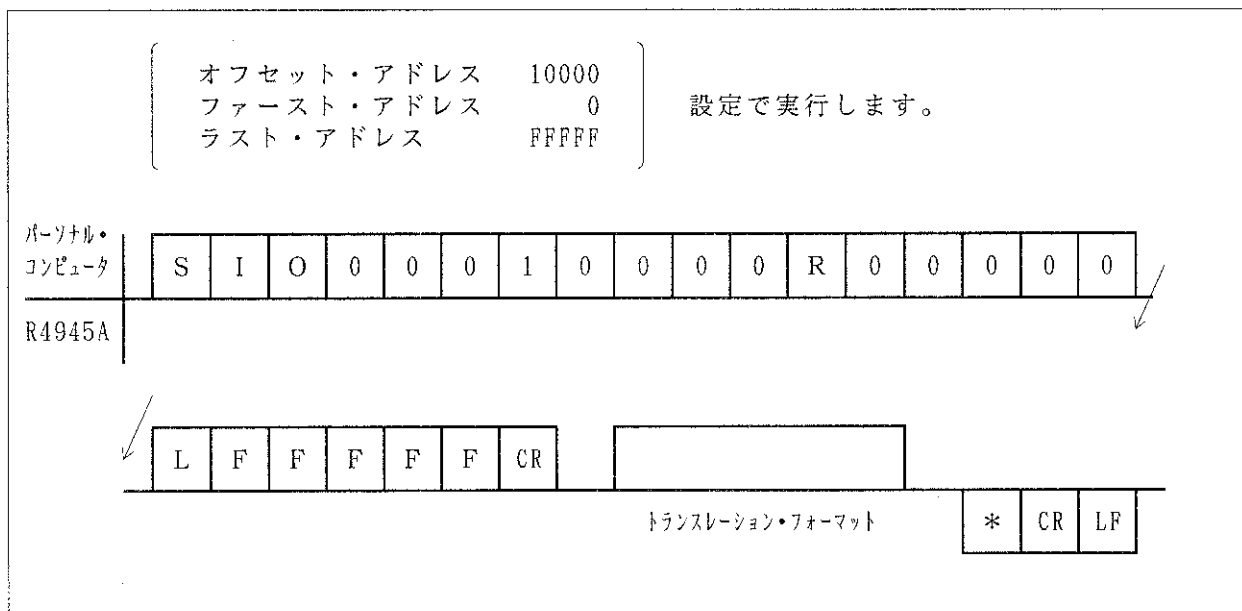 オフセット・アドレス 10000
ファースト・アドレス 0
ラスト・アドレス FFFFF
設定で実行します。
パーソナル・
コンピュータ
S I O 0 0 0 1 0 0 0 0 R 0 0 0 0 0
R4945A
L F F F F F CR
トランスレーション・フォーマット
* CR LF